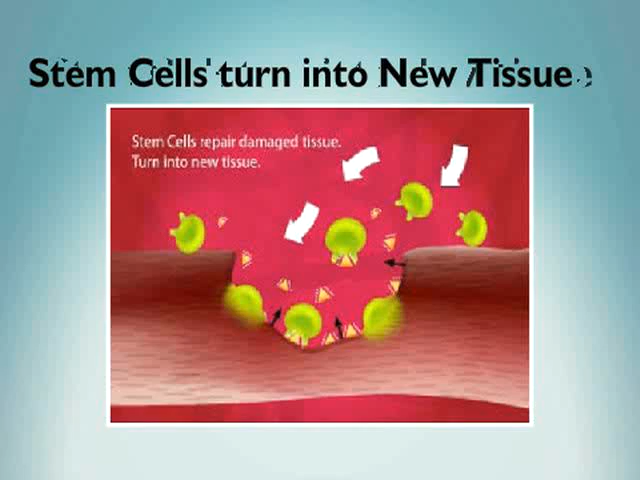 Stem Cells turn into New Tissue
Stem Cells repair damaged tissue.
Turn into new tissue.